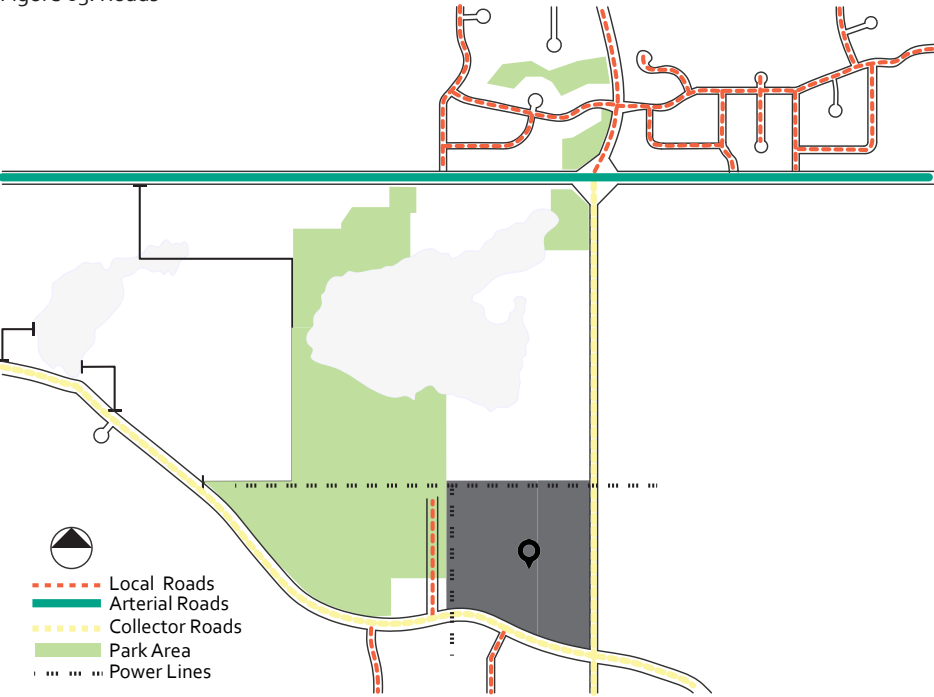 Local Roads
Arterial Roads
Collector Roads
Park Area
Power Lines